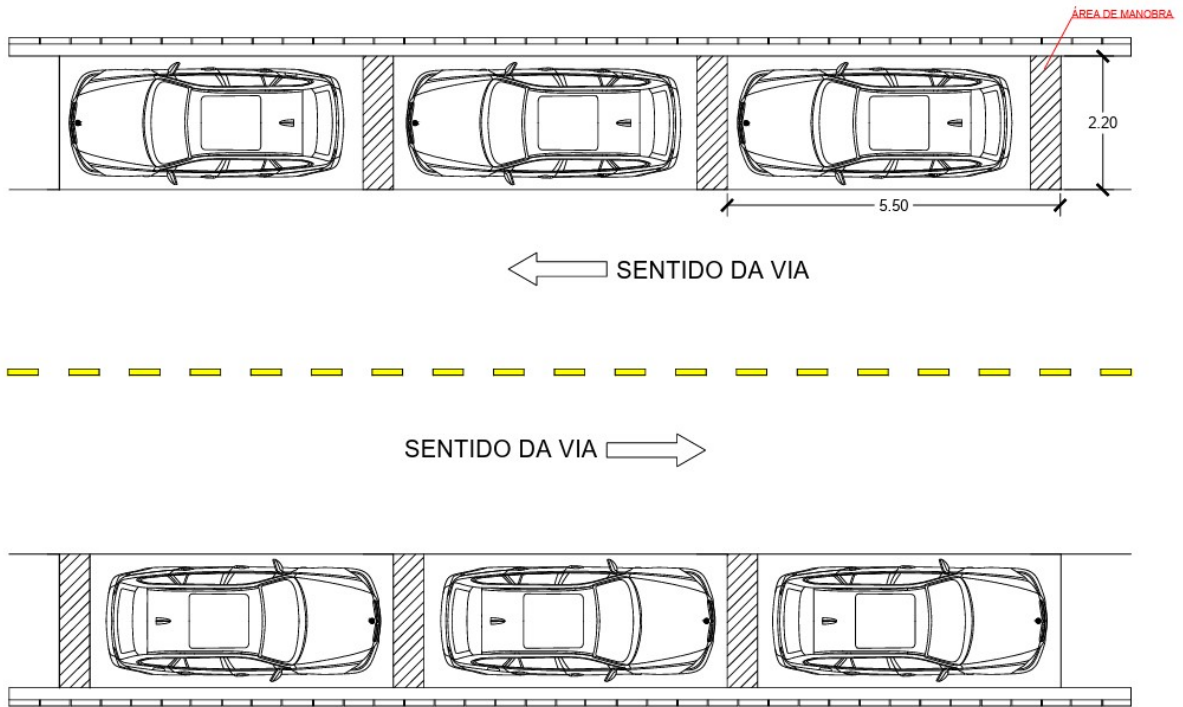 ÁREA DE MANOBRA
2.20
5.50
SENTIDO DA VIA
SENTIDO DA VIA